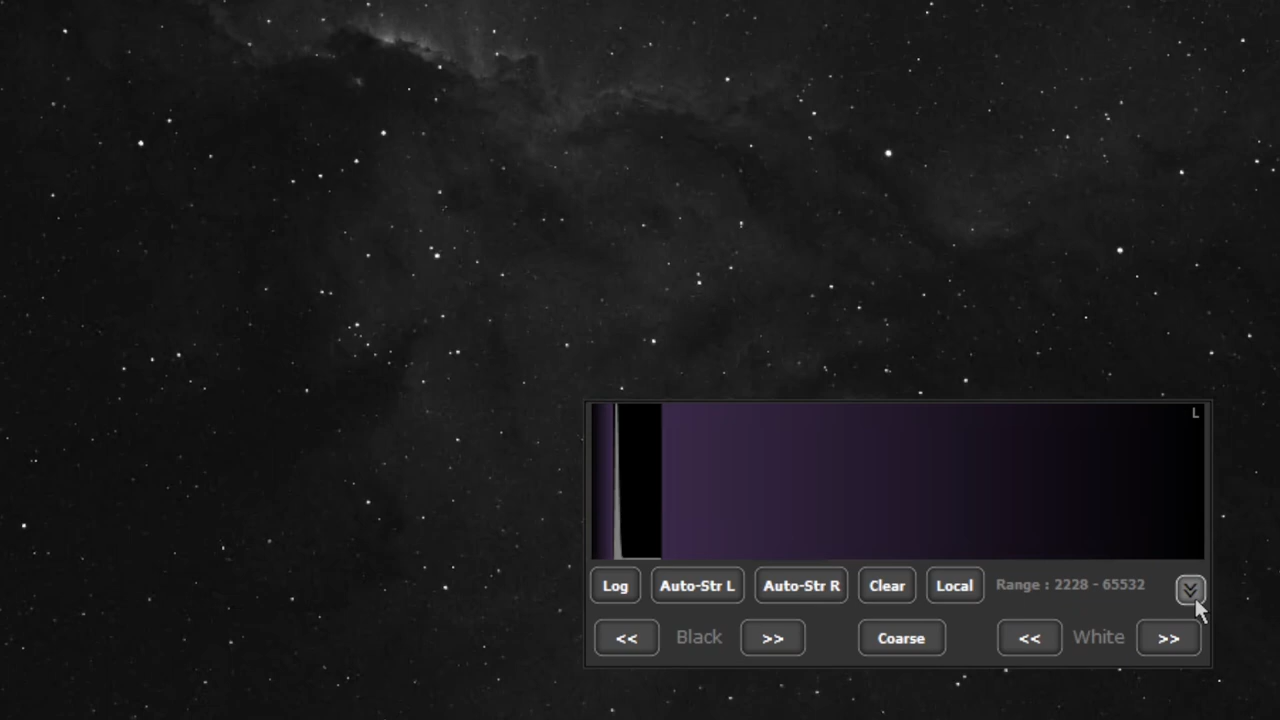 L
Log Auto-Str L Auto-Str R Clear Local Range : 2228 - 65532
<< Black >> Coarse << White >>